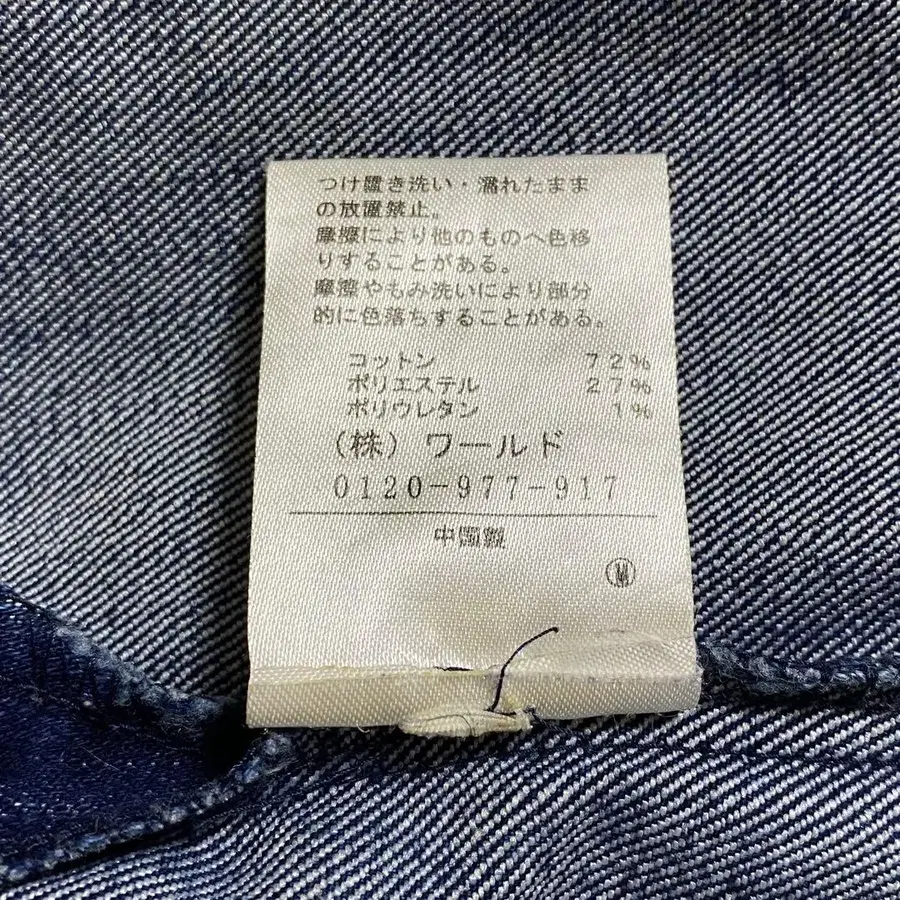 つけ置き洗い・濡れたまま
の放置禁止。
摩擦により他のものへ色移
りすることがある。
摩擦やもみ洗いにより部分
的に色落ちすることがある。
コットン 72%
ポリエステル 27%
ポリウレタン 1%
(株) ワールド
0120-977-917
中国製
Ⓜ